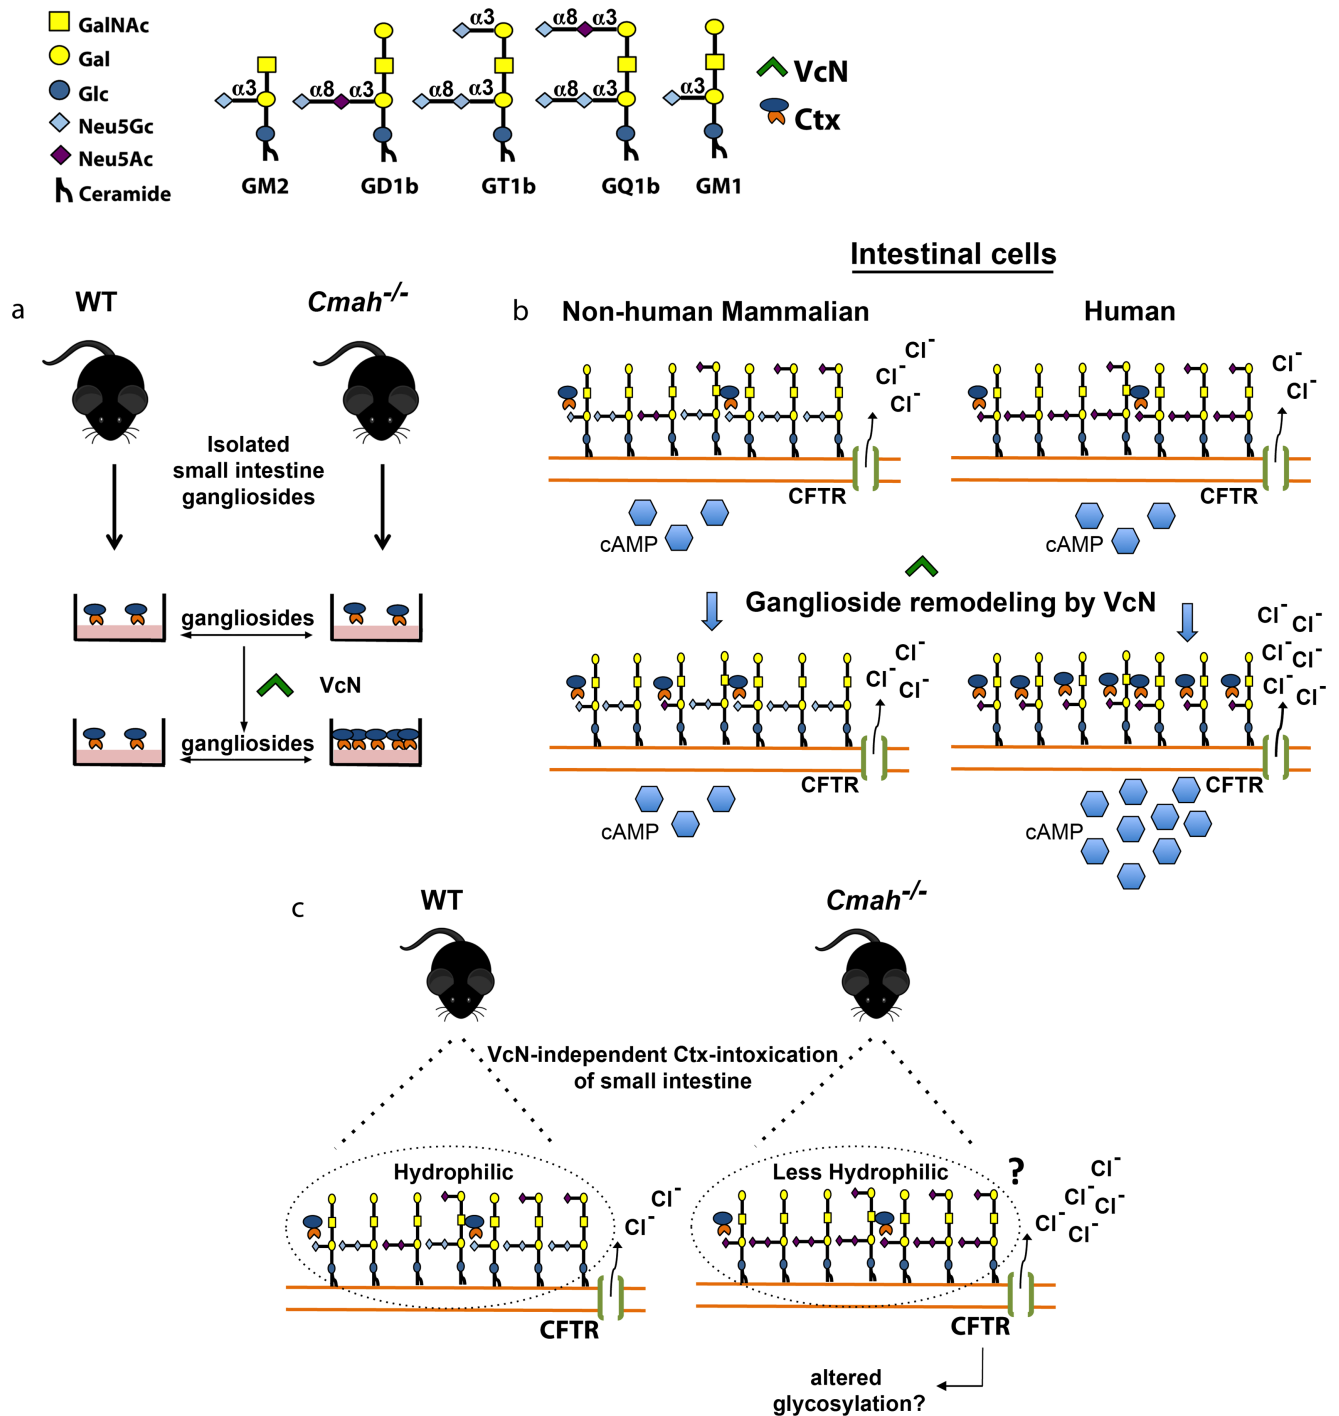 GalNAc
Gal
Glc
Neu5Gc
Neu5Ac
Ceramide
α3
GM2
α8 α3
GD1b
α3
α8 α3
GT1b
α8 α3
α8 α3
GQ1b
α3
GM1
VcN
Ctx
a
WT
Cmah-/-
Isolated
small intestine
gangliosides
gangliosides
VcN
gangliosides
b
Intestinal cells
Non-human Mammalian
Human
Cl-
Cl-
Cl-
CFTR
cAMP
Cl-
Cl-
CFTR
cAMP
Ganglioside remodeling by VcN
Cl-
Cl-
Cl-
CFTR
cAMP
Cl-
Cl-
Cl-
Cl-
Cl-
Cl-
CFTR
cAMP
c
WT
Cmah-/-
VcN-independent Ctx-intoxication
of small intestine
Hydrophilic
Cl-
Cl-
CFTR
Less Hydrophilic
?
Cl-
Cl-
Cl-
Cl-
Cl-
CFTR
altered
glycosylation?